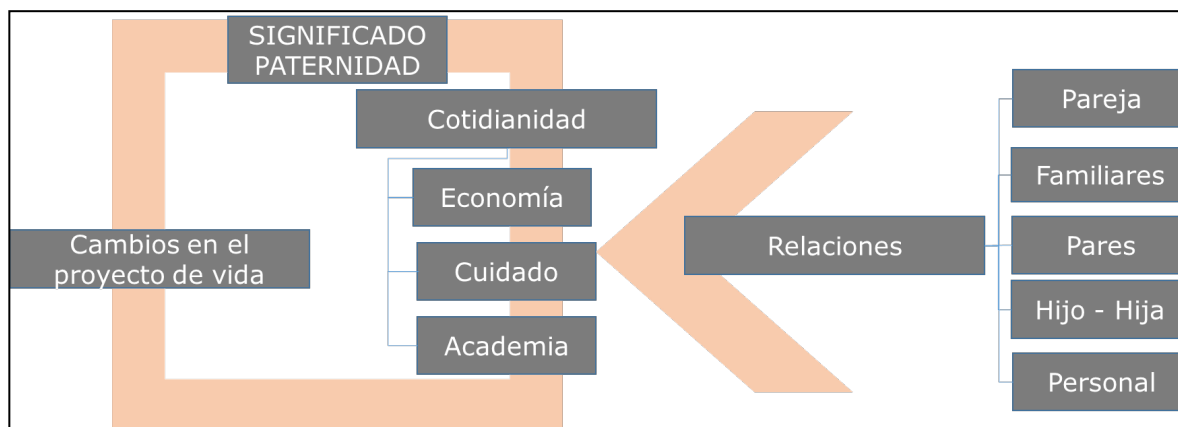 SIGNIFICADO
PATERNIDAD
Cotidianidad
Economía
Cuidado
Academia
Cambios en el
proyecto de vida
Relaciones
Pareja
Familiares
Pares
Hijo - Hija
Personal